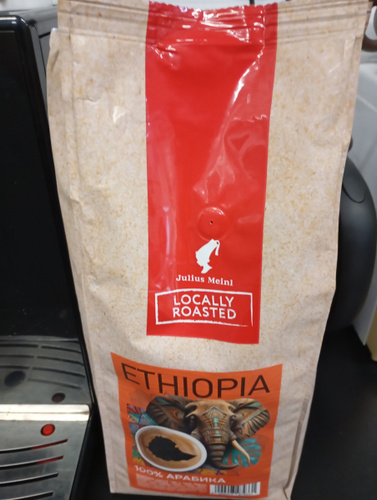 Julius Meinl
LOCALLY
ROASTED
ETHIOPIA
100% АРАБИКА